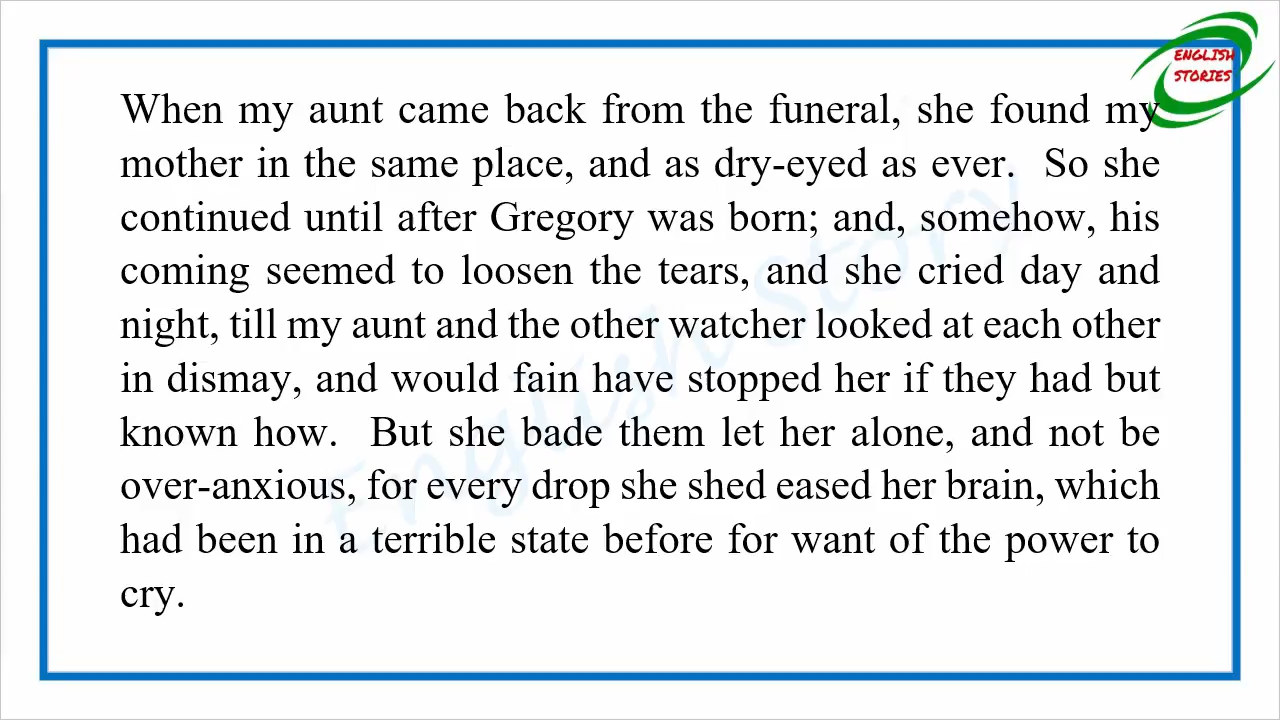 ENGLISH
STORIES
When my aunt came back from the funeral, she found my
mother in the same place, and as dry-eyed as ever.  So she
continued until after Gregory was born; and, somehow, his
coming seemed to loosen the tears, and she cried day and
night, till my aunt and the other watcher looked at each other
in dismay, and would fain have stopped her if they had but
known how.  But she bade them let her alone, and not be
over-anxious, for every drop she shed eased her brain, which
had been in a terrible state before for want of the power to
cry.
English Story